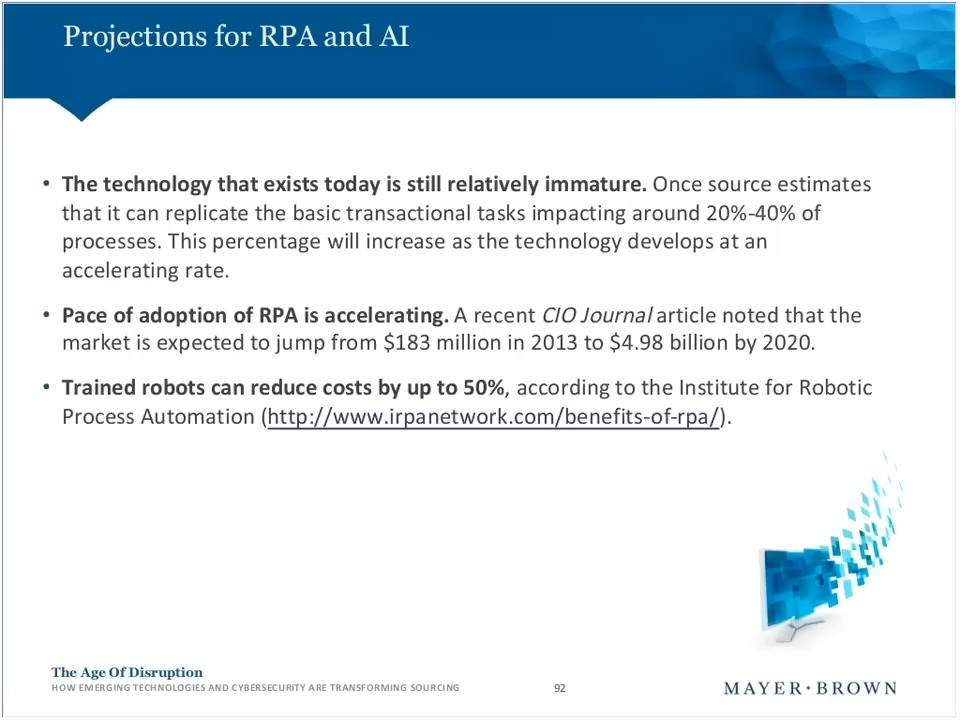 Projections for RPA and AI
• The technology that exists today is still relatively immature. Once source estimates
that it can replicate the basic transactional tasks impacting around 20%-40% of
processes. This percentage will increase as the technology develops at an
accelerating rate.
• Pace of adoption of RPA is accelerating. A recent CIO Journal article noted that the
market is expected to jump from $183 million in 2013 to $4.98 billion by 2020.
• Trained robots can reduce costs by up to 50%, according to the Institute for Robotic
Process Automation (http://www.irpanetwork.com/benefits-of-rpa/).
The Age Of Disruption
HOW EMERGING TECHNOLOGIES AND CYBERSECURITY ARE TRANSFORMING SOURCING
92
MAYER·BROWN